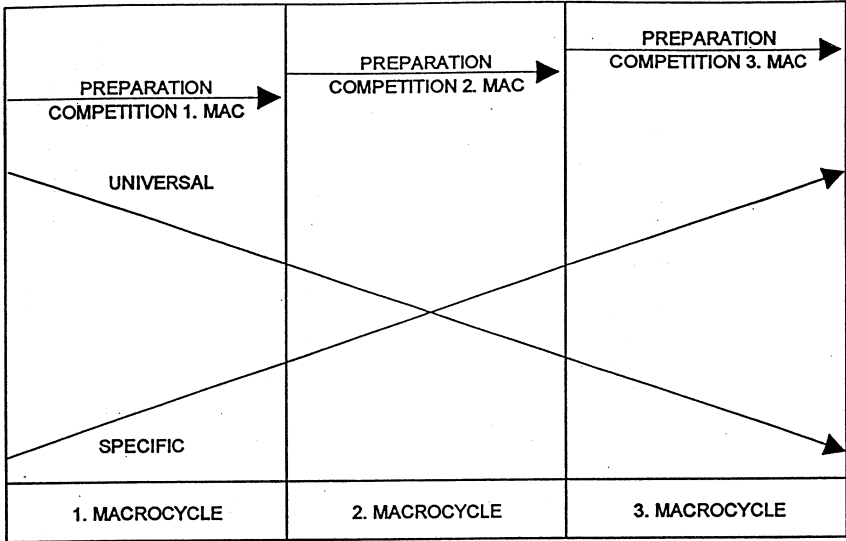 PREPARATION
COMPETITION 1. MAC
PREPARATION
COMPETITION 2. MAC
PREPARATION
COMPETITION 3. MAC
UNIVERSAL
SPECIFIC
1. MACROCYCLE
2. MACROCYCLE
3. MACROCYCLE